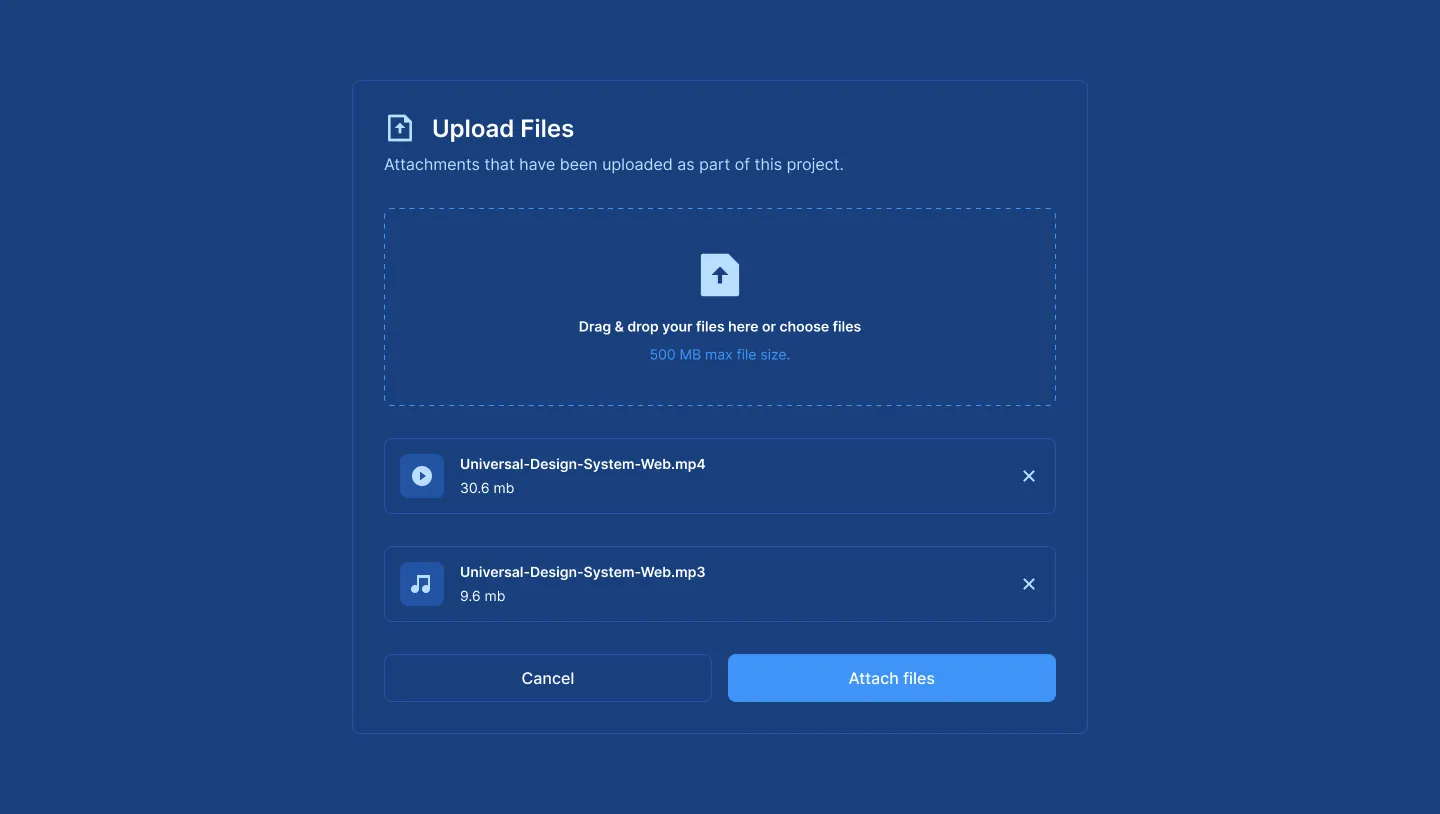 Upload Files
Attachments that have been uploaded as part of this project.
Drag & drop your files here or choose files
500 MB max file size.
Universal-Design-System-Web.mp4
30.6 mb
Universal-Design-System-Web.mp3
9.6 mb
Cancel
Attach files